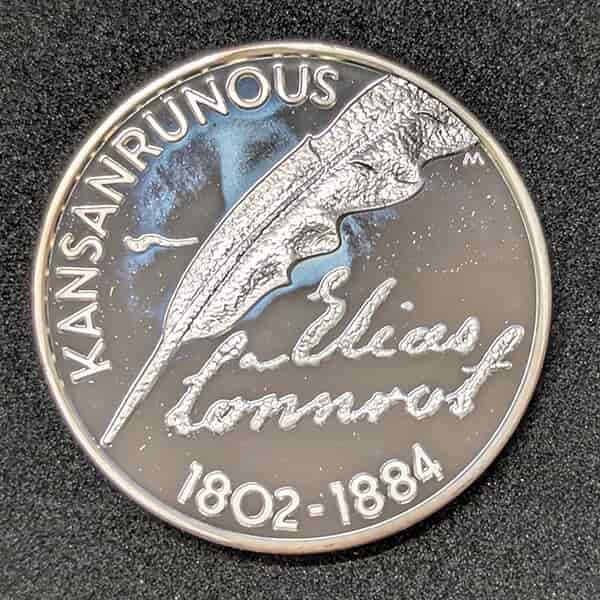 KANSANRUNOUS
M
Elias
Lönnrot
1802-1884